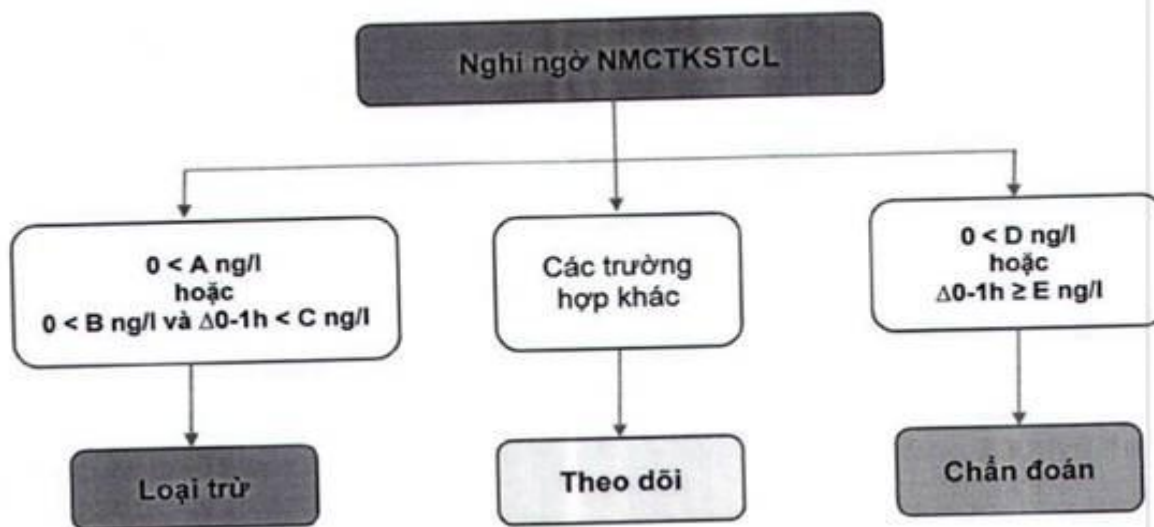 Nghi ngờ NMCTKSTCL
0 < A ng/l
hoặc
0 < B ng/l và Δ0-1h < C ng/l
Các trường
hợp khác
0 < D ng/l
hoặc
Δ0-1h ≥ E ng/l
Loại trừ
Theo dõi
Chẩn đoán